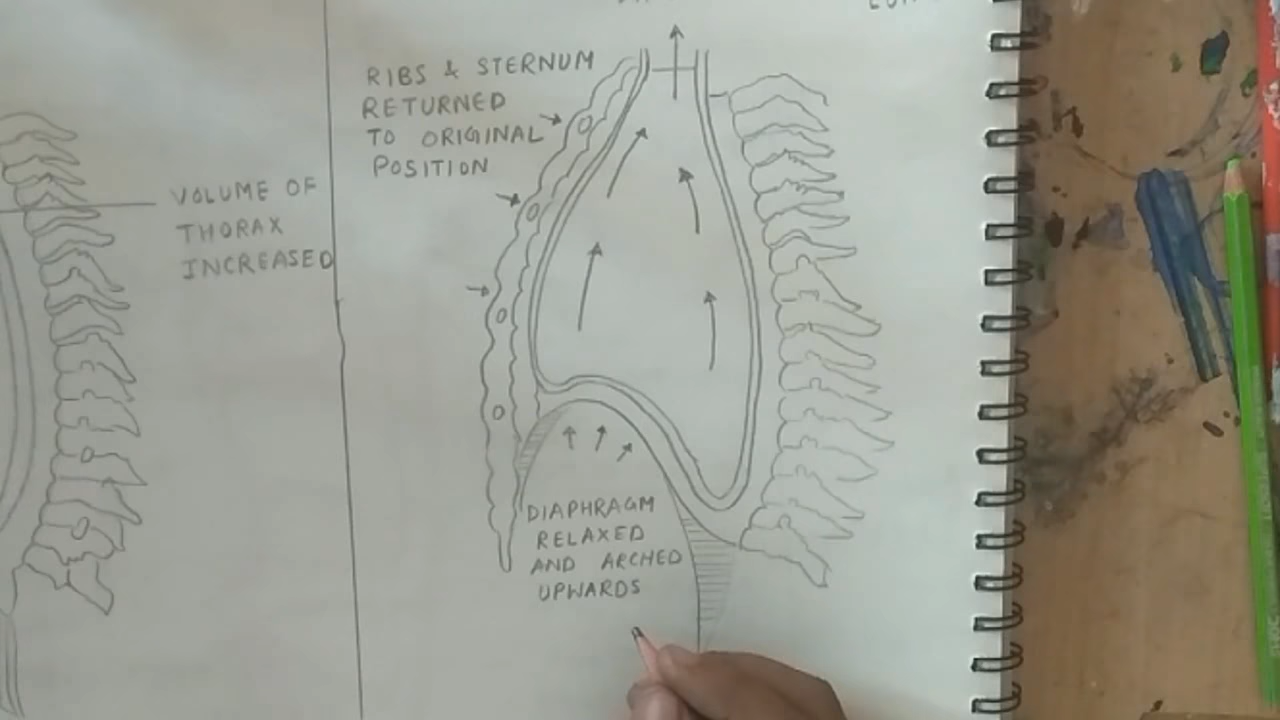 RIBS & STERNUM
RETURNED
TO ORIGINAL
POSITION
VOLUME OF
THORAX
INCREASED
DIAPHRAGM
RELAXED
AND ARCHED
UPWARDS